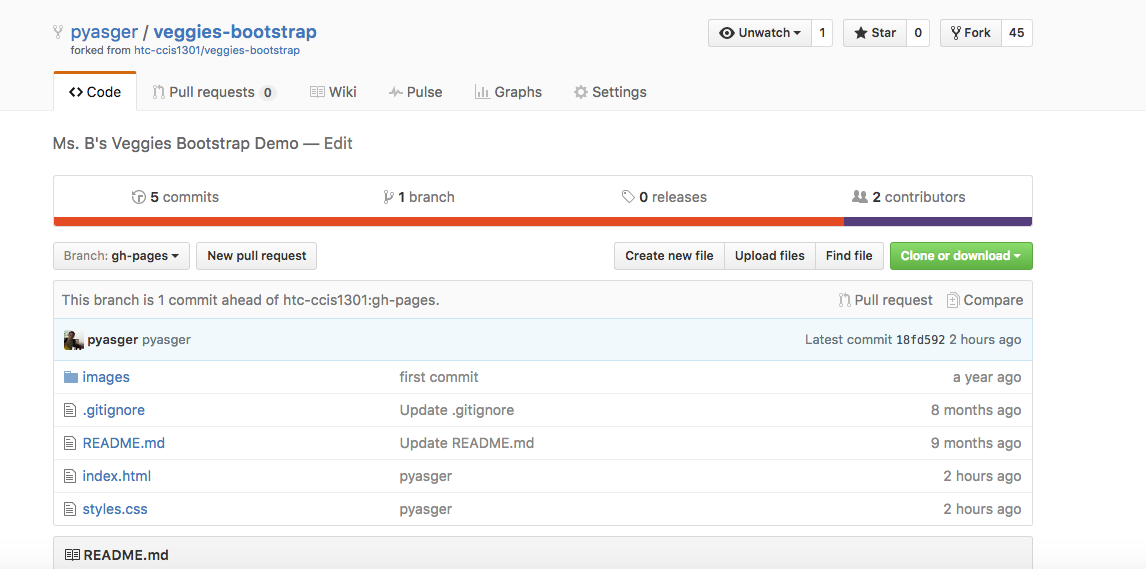 pyasger / veggies-bootstrap
forked from htc-ccis1301/veggies-bootstrap
Unwatch 1 Star 0 Fork 45
Code Pull requests 0 Wiki Pulse Graphs Settings
Ms. B's Veggies Bootstrap Demo — Edit
5 commits 1 branch 0 releases 2 contributors
Branch: gh-pages New pull request Create new file Upload files Find file Clone or download
This branch is 1 commit ahead of htc-ccis1301:gh-pages. Pull request Compare
pyasger pyasger Latest commit 18fd592 2 hours ago
images first commit a year ago
.gitignore Update .gitignore 8 months ago
README.md Update README.md 9 months ago
index.html pyasger 2 hours ago
styles.css pyasger 2 hours ago
README.md